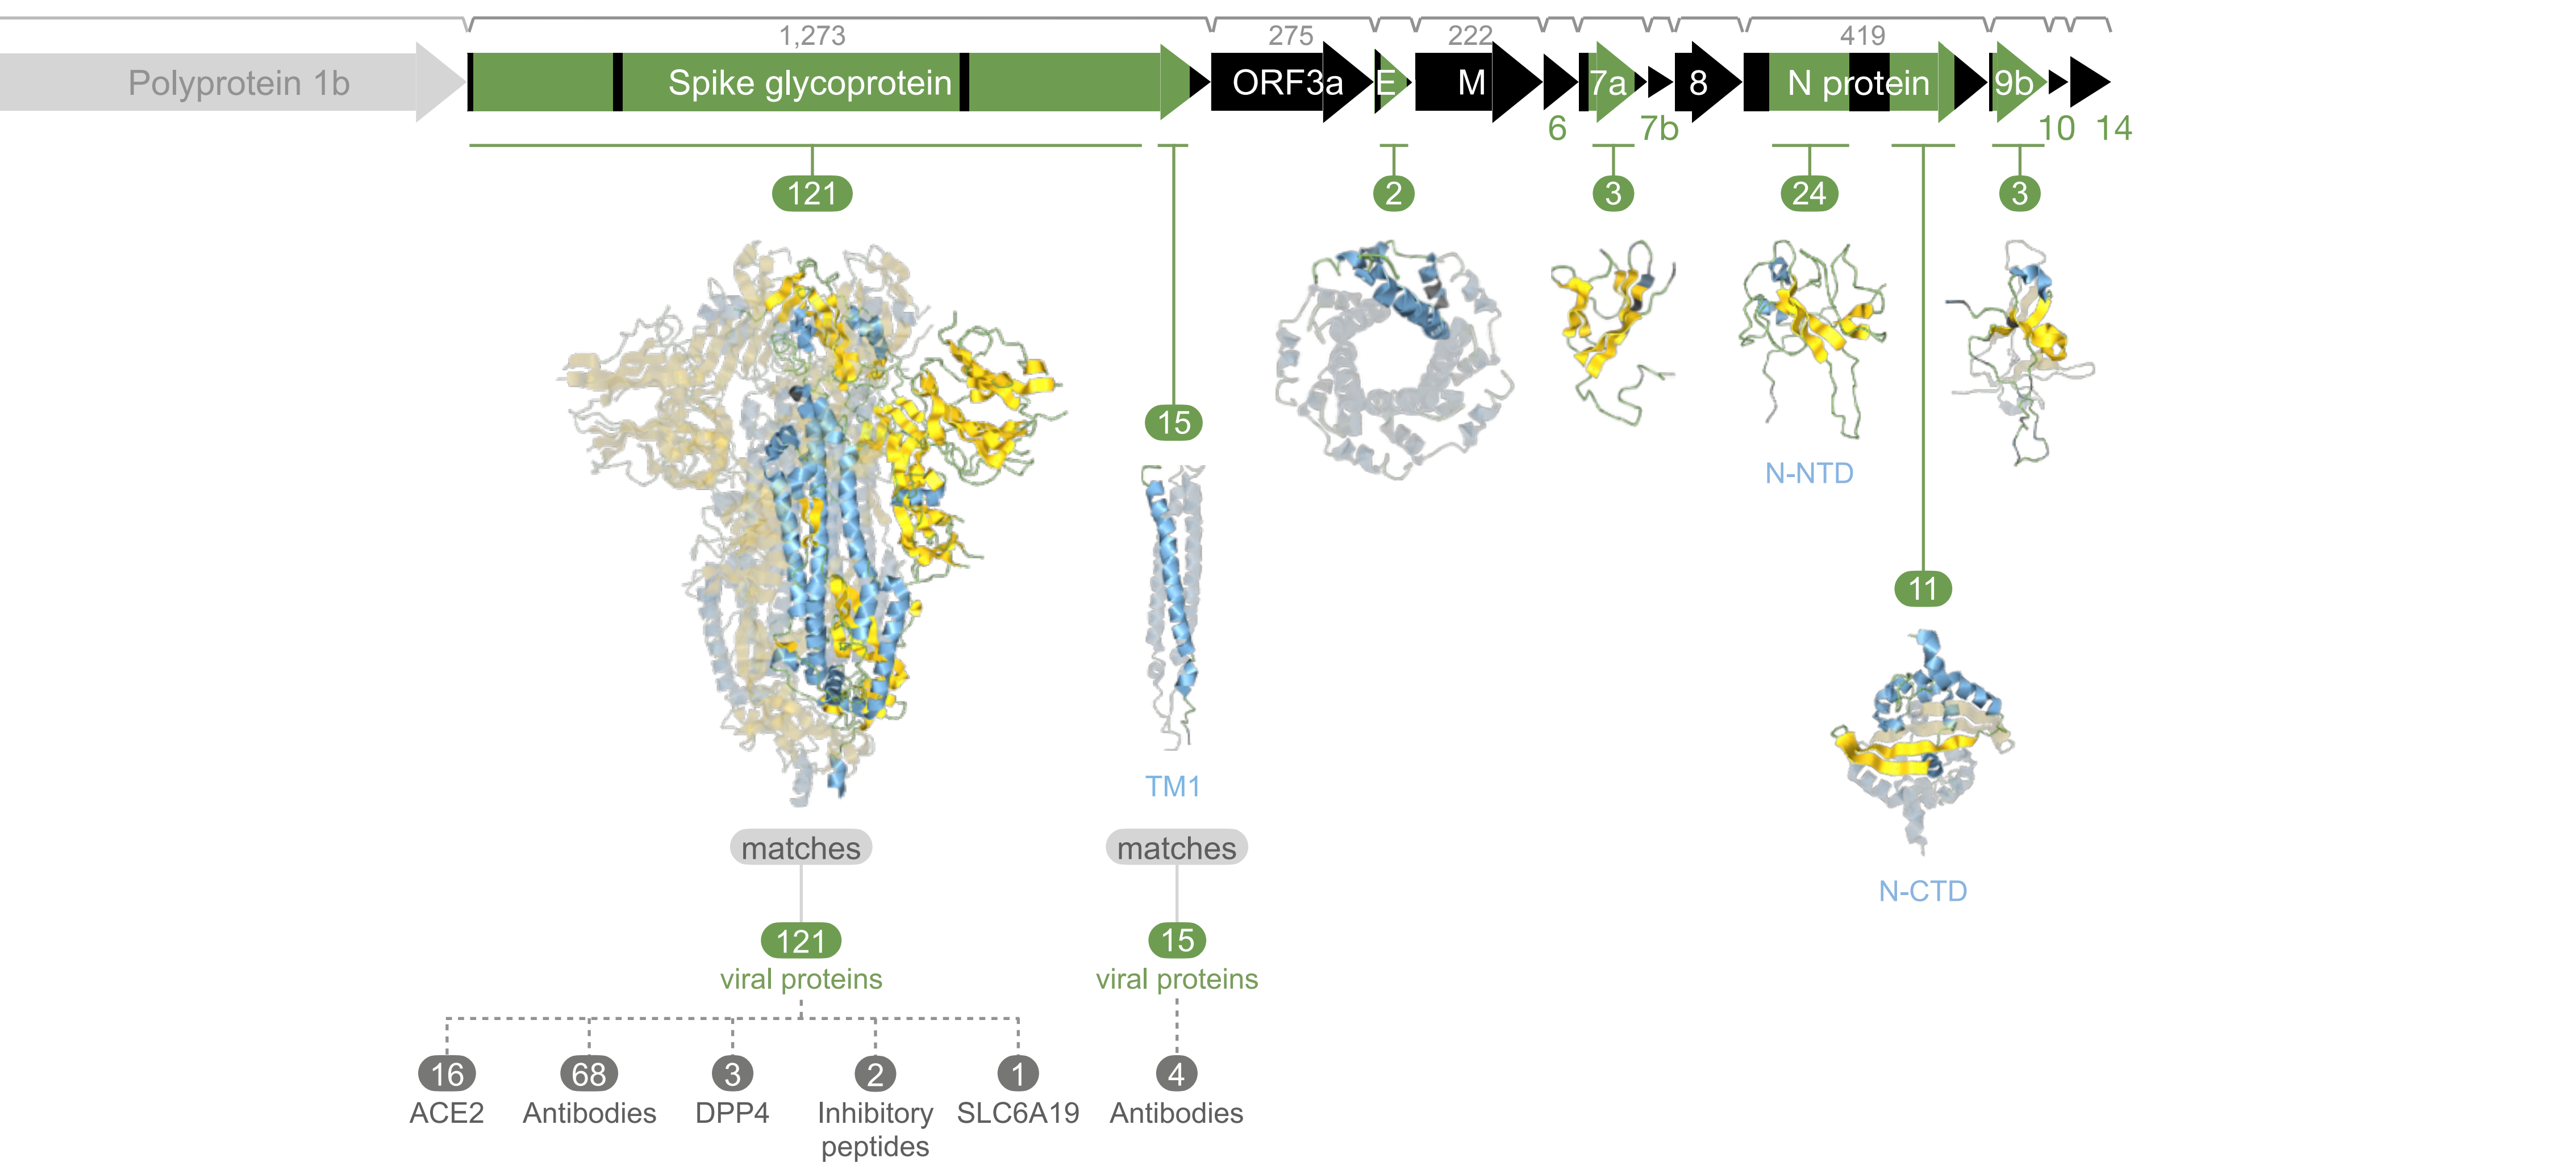 1,273 275 222 419
Polyprotein 1b Spike glycoprotein ORF3a E M 7a 8 N protein 9b
6 7b 10 14
121 2 3 24 3
15
N-NTD
11
TM1
matches matches
N-CTD
121 15
viral proteins viral proteins
16 68 3 2 1 4
ACE2 Antibodies DPP4 Inhibitory SLC6A19 Antibodies
peptides